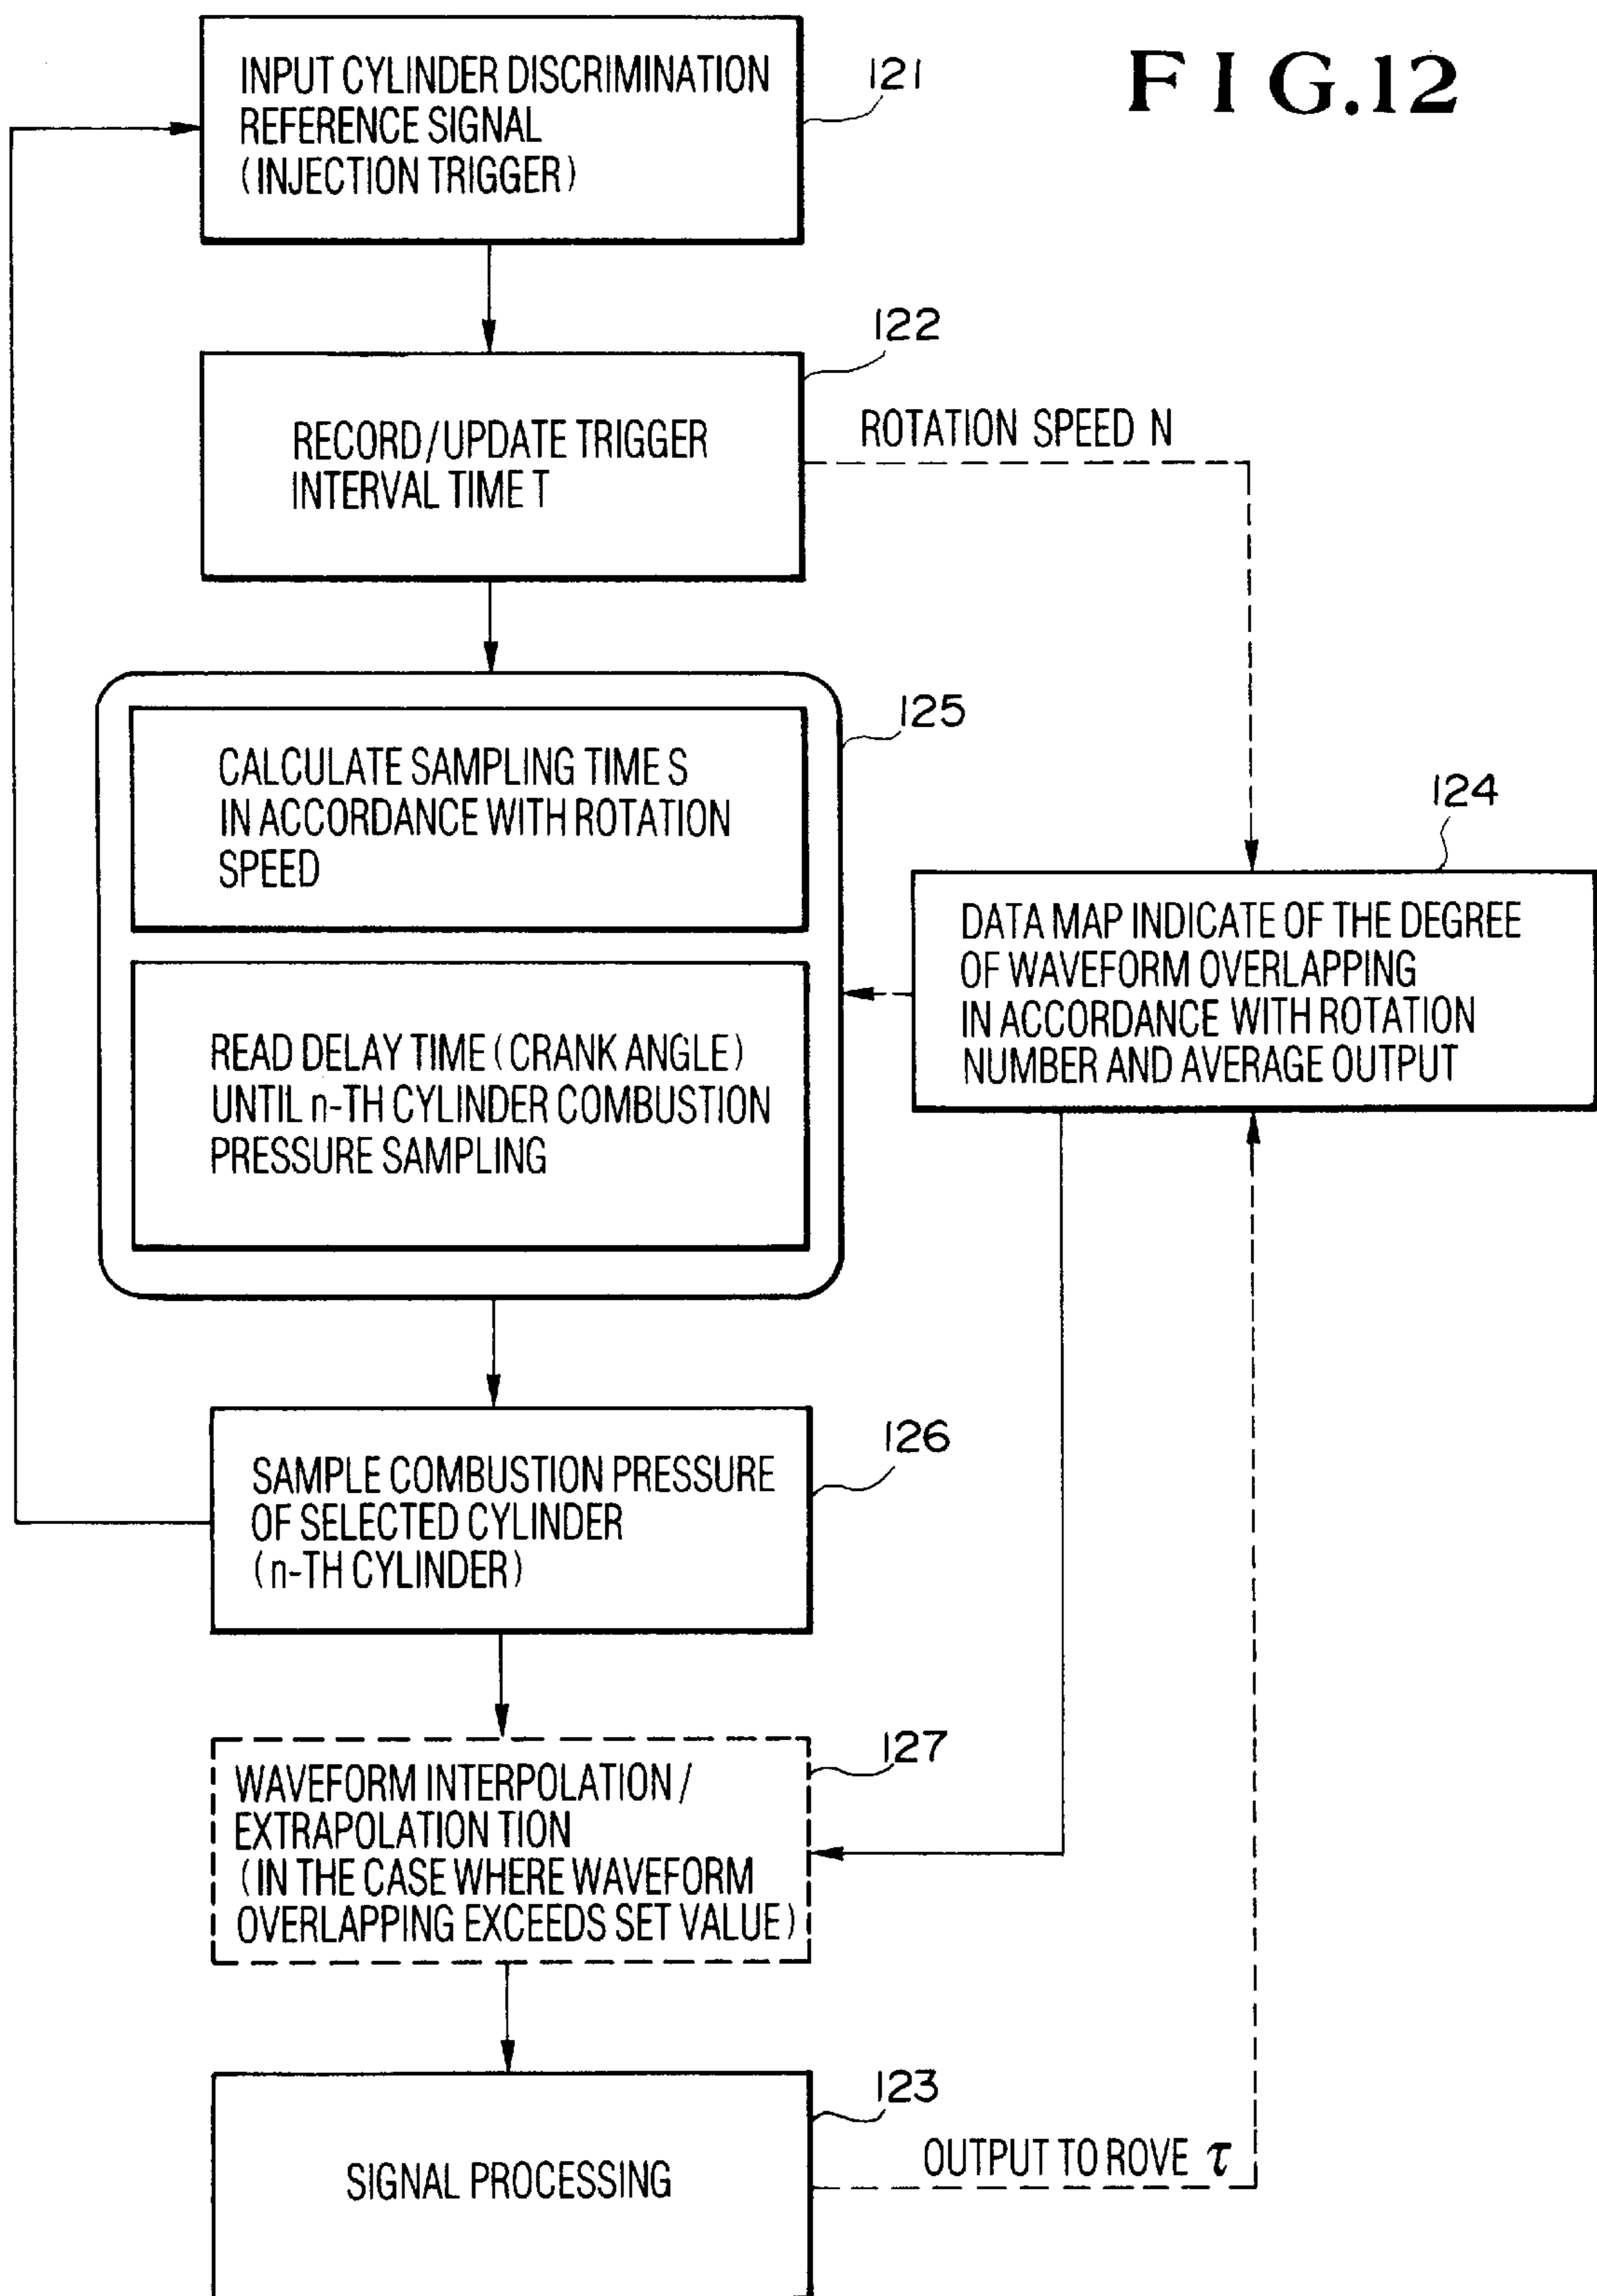 FIG.12
INPUT CYLINDER DISCRIMINATION
REFERENCE SIGNAL
(INJECTION TRIGGER)
121
RECORD/UPDATE TRIGGER
INTERVAL TIME T
122
ROTATION SPEED N
CALCULATE SAMPLING TIME S
IN ACCORDANCE WITH ROTATION
SPEED
READ DELAY TIME (CRANK ANGLE)
UNTIL n-TH CYLINDER COMBUSTION
PRESSURE SAMPLING
125
DATA MAP INDICATE OF THE DEGREE
OF WAVEFORM OVERLAPPING
IN ACCORDANCE WITH ROTATION
NUMBER AND AVERAGE OUTPUT
124
SAMPLE COMBUSTION PRESSURE
OF SELECTED CYLINDER
(n-TH CYLINDER)
126
WAVEFORM INTERPOLATION/
EXTRAPOLATION TION
(IN THE CASE WHERE WAVEFORM
OVERLAPPING EXCEEDS SET VALUE)
127
SIGNAL PROCESSING
123
OUTPUT TO ROVE τ